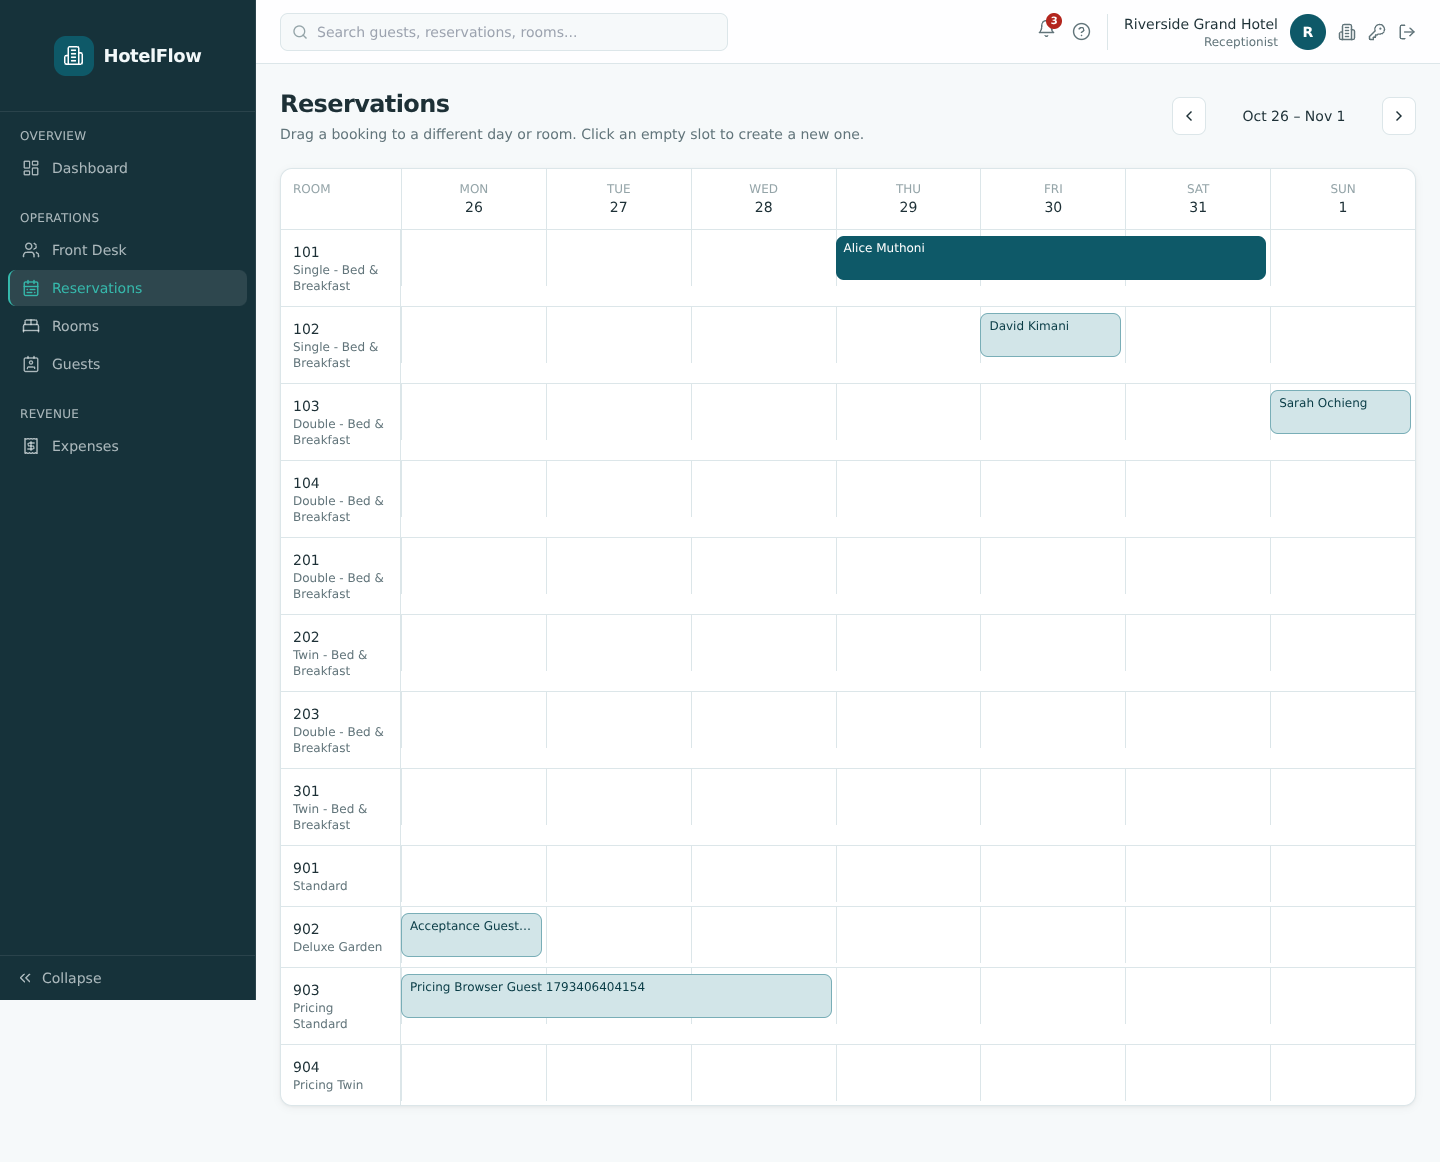 HotelFlow
OVERVIEW
Dashboard
OPERATIONS
Front Desk
Reservations
Rooms
Guests
REVENUE
Expenses
Collapse
Search guests, reservations, rooms...
3
Riverside Grand Hotel
Receptionist
R
Reservations
Drag a booking to a different day or room. Click an empty slot to create a new one.
Oct 26 – Nov 1
ROOM MON TUE WED THU FRI SAT SUN
26 27 28 29 30 31 1
101
Single - Bed &
Breakfast
Alice Muthoni
102
Single - Bed &
Breakfast
David Kimani
103
Double - Bed &
Breakfast
Sarah Ochieng
104
Double - Bed &
Breakfast
201
Double - Bed &
Breakfast
202
Twin - Bed &
Breakfast
203
Double - Bed &
Breakfast
301
Twin - Bed &
Breakfast
901
Standard
902
Deluxe Garden
Acceptance Guest...
903
Pricing
Standard
Pricing Browser Guest 1793406404154
904
Pricing Twin